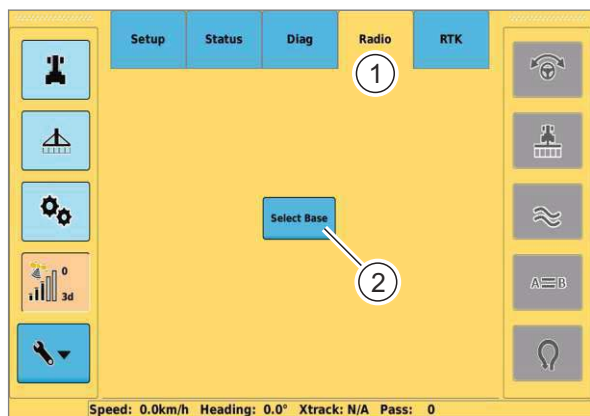 Setup Status Diag Radio RTK
1
Select Base
2
0
3d
A B
Speed: 0.0km/h Heading: 0.0° Xtrack: N/A Pass: 0